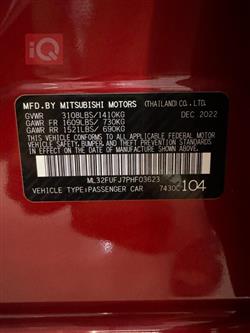 iQ
MFD.BY MITSUBISHI MOTORS (THAILAND) CO., LTD.
GVWR 3108LBS/1410KG DEC 2022
GAWR FR 1609LBS/ 730KG
GAWR RR 1521LBS/ 690KG
THIS VEHICLE CONFORMS TO ALL APPLICABLE
FEDERAL MOTOR VEHICLE SAFETY, BUMPER,
AND THEFT PREVENTION STANDARDS IN EFFECT
ON THE DATE OF MANUFACTURE SHOWN ABOVE.
ML32FUFJ7PHF03623
VEHICLE TYPE:PASSENGER CAR 7430C 104